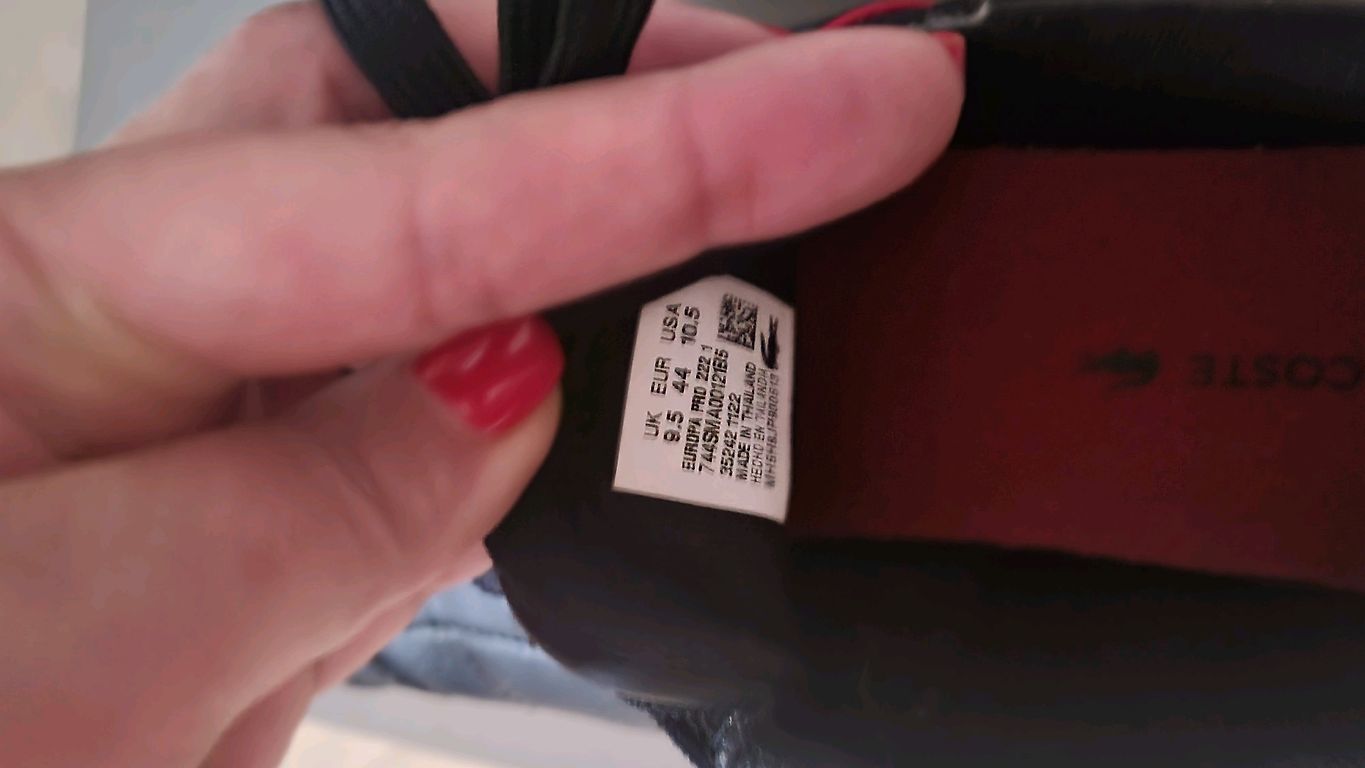 UK EUR USA
9.5 44 10.5
EUROPA PRO 222 1
744SMA00121B5
35242 1122
MADE IN THAILAND
HECHO EN TAILANDIA
COSTE